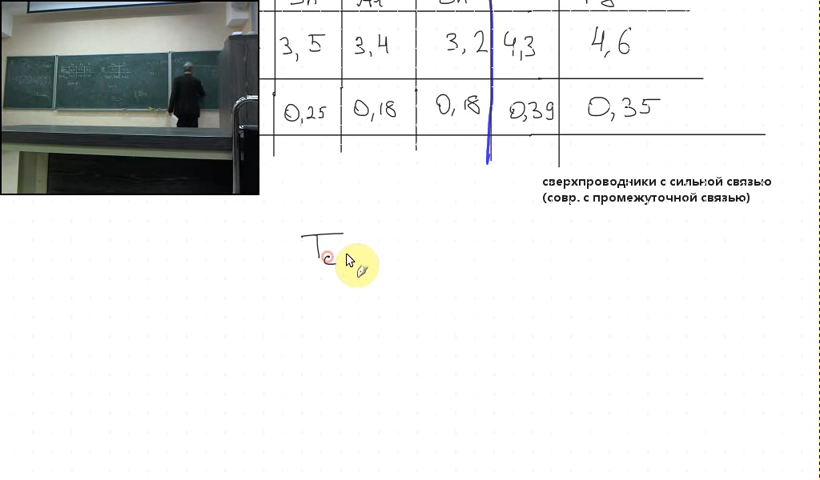 3,5 3,4 3,2 4,3 4,6
0,25 0,18 0,18 0,39 0,35
сверхпроводники с сильной связью
(совр. с промежуточной связью)
Tc